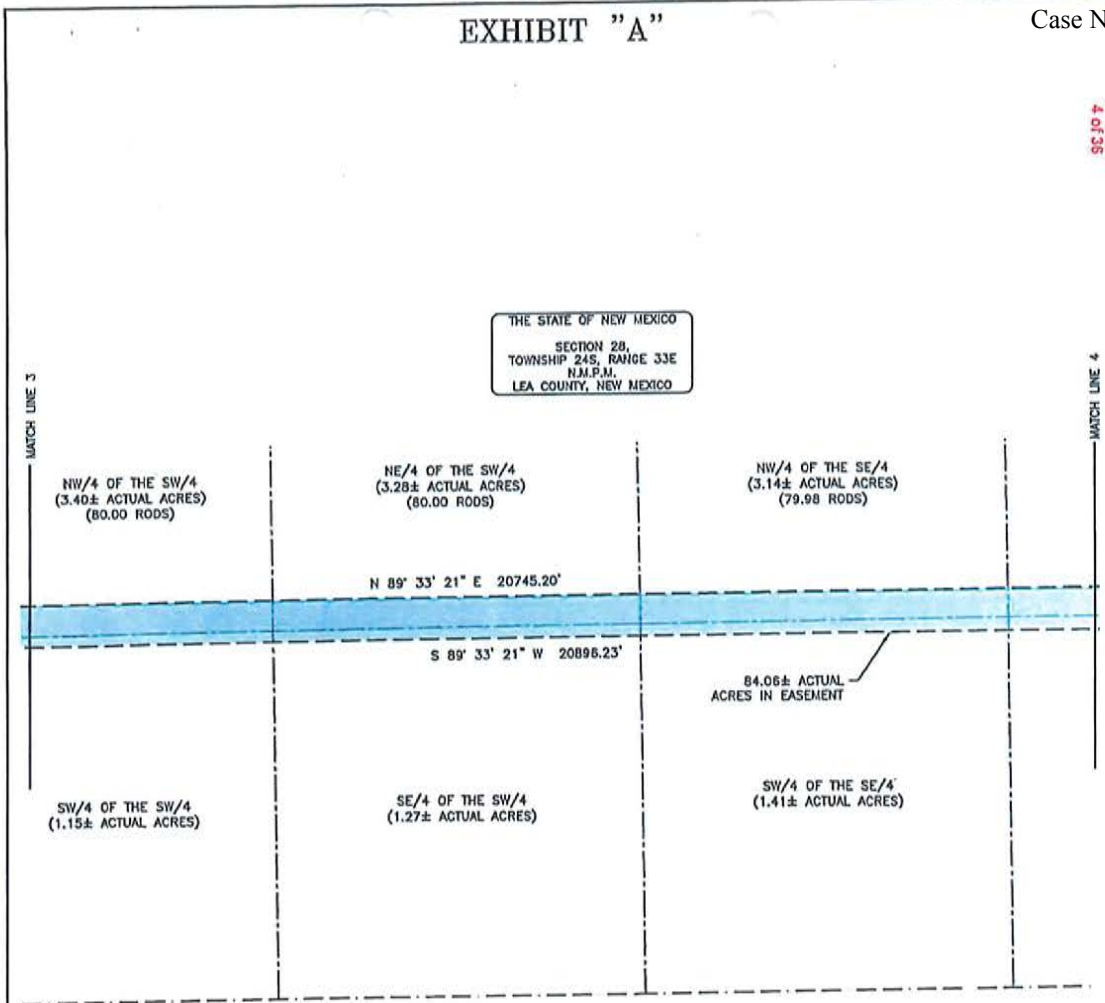 EXHIBIT "A"
Case N
4 of 36
THE STATE OF NEW MEXICO
SECTION 28,
TOWNSHIP 24S, RANGE 33E
N.M.P.M.
LEA COUNTY, NEW MEXICO
MATCH LINE 3
MATCH LINE 4
NW/4 OF THE SW/4
(3.40± ACTUAL ACRES)
(80.00 RODS)
NE/4 OF THE SW/4
(3.28± ACTUAL ACRES)
(80.00 RODS)
NW/4 OF THE SE/4
(3.14± ACTUAL ACRES)
(79.98 RODS)
N 89° 33' 21" E 20745.20'
S 89° 33' 21" W 20896.23'
84.06± ACTUAL
ACRES IN EASEMENT
SW/4 OF THE SW/4
(1.15± ACTUAL ACRES)
SE/4 OF THE SW/4
(1.27± ACTUAL ACRES)
SW/4 OF THE SE/4
(1.41± ACTUAL ACRES)